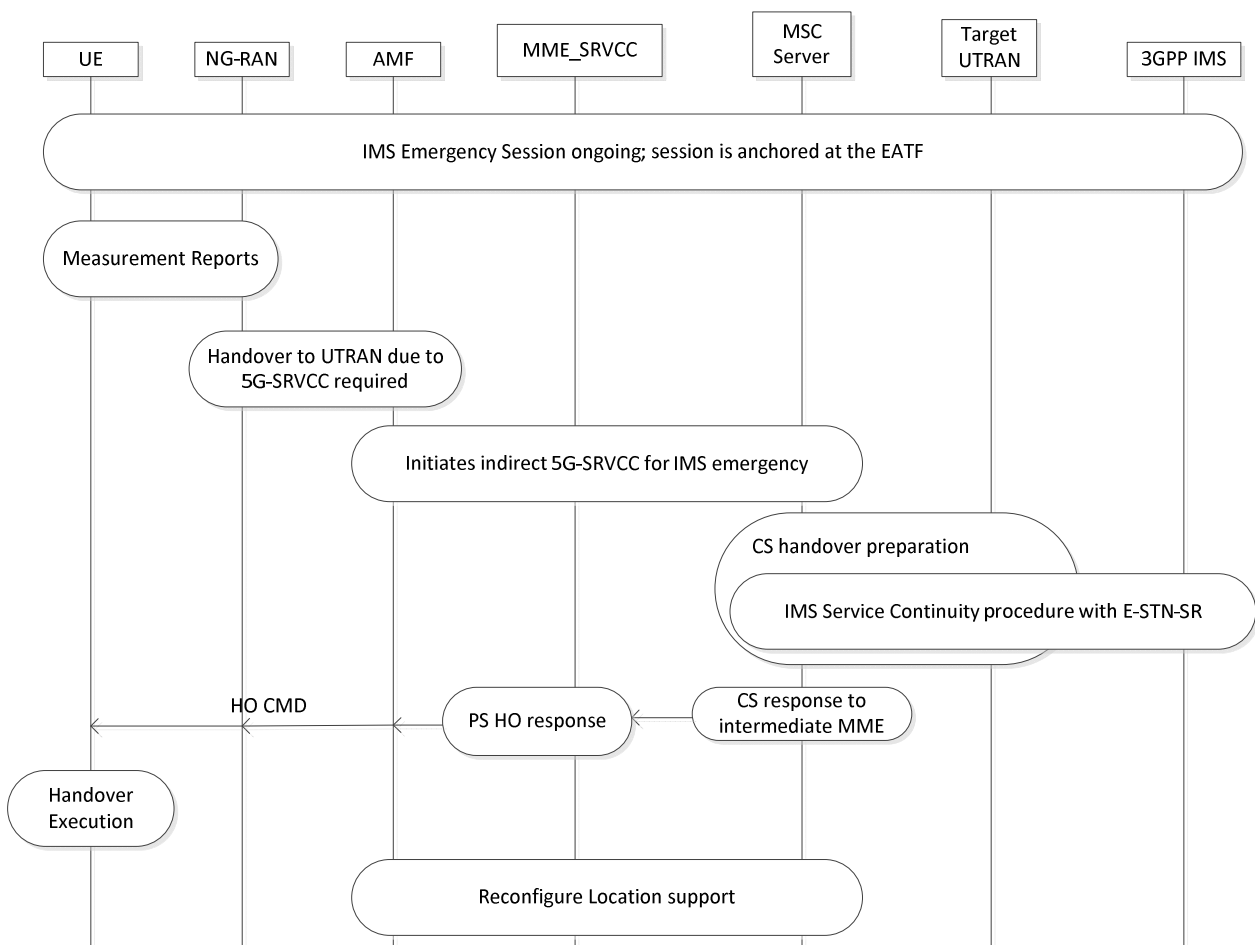 UE
NG-RAN
AMF
MME_SRVCC
MSC
Server
Target
UTRAN
3GPP IMS
IMS Emergency Session ongoing; session is anchored at the EATF
Measurement Reports
Handover to UTRAN due to
5G-SRVCC required
Initiates indirect 5G-SRVCC for IMS emergency
CS handover preparation
IMS Service Continuity procedure with E-STN-SR
HO CMD
PS HO response
CS response to
intermediate MME
Handover
Execution
Reconfigure Location support